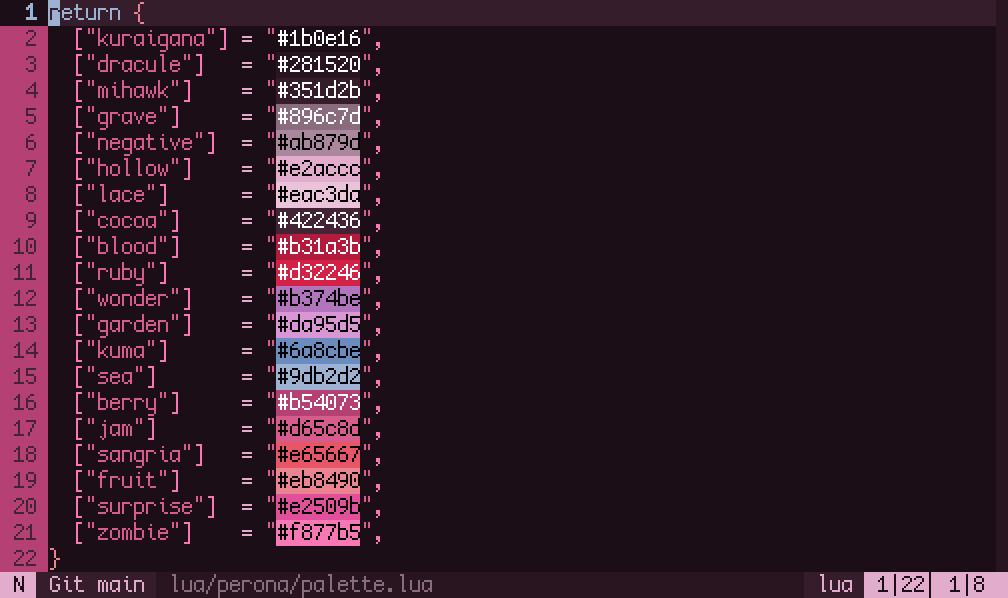 1 return {
2 ["kuraigana"] = "#1b0e16",
3 ["dracule"] = "#281520",
4 ["mihawk"] = "#351d2b",
5 ["grave"] = "#896c7d",
6 ["negative"] = "#ab879d",
7 ["hollow"] = "#e2accc",
8 ["lace"] = "#eac3da",
9 ["cocoa"] = "#422436",
10 ["blood"] = "#b31a3b",
11 ["ruby"] = "#d32246",
12 ["wonder"] = "#b374be",
13 ["garden"] = "#da95d5",
14 ["kuma"] = "#6a8cbe",
15 ["sea"] = "#9db2d2",
16 ["berry"] = "#b54073",
17 ["jam"] = "#d65c8d",
18 ["sangria"] = "#e65667",
19 ["fruit"] = "#eb8490",
20 ["surprise"] = "#e2509b",
21 ["zombie"] = "#f877b5",
22 }
N Git main lua/perona/palette.lua lua 1|22 1|8